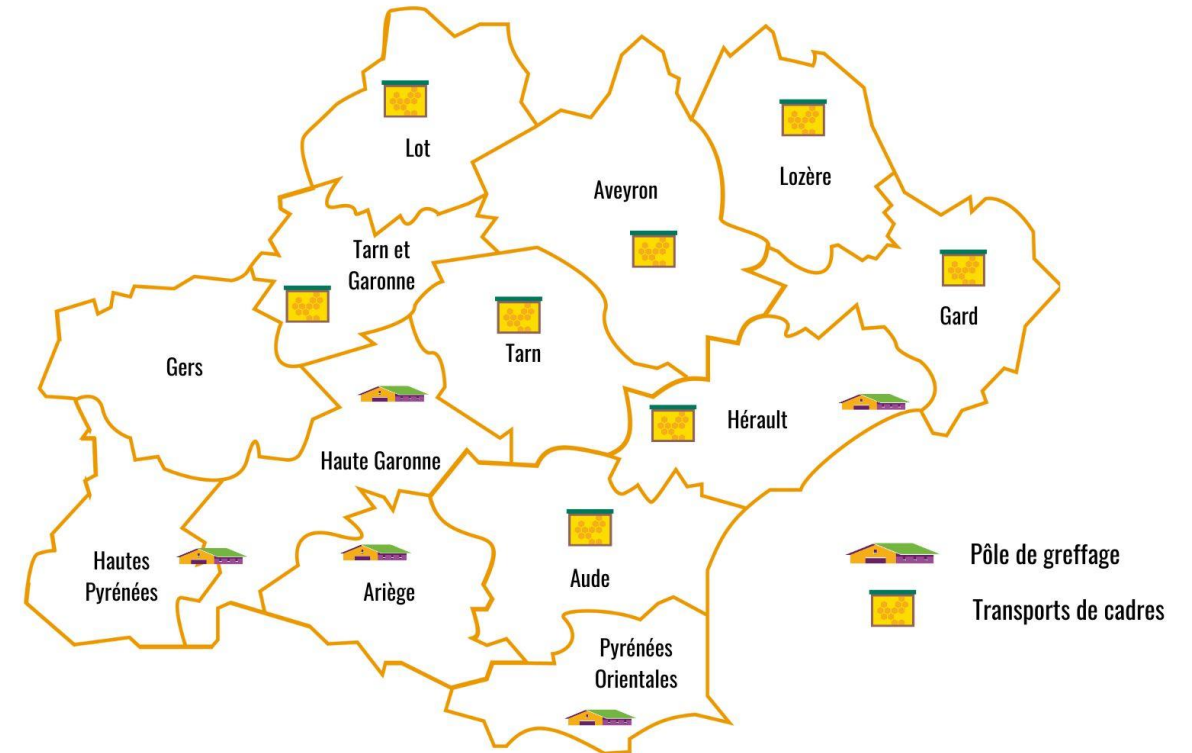 Lot
Lozère
Aveyron
Tarn et
Garonne
Gard
Tarn
Gers
Hérault
Haute Garonne
Hautes
Pyrénées
Ariège
Aude
Pôle de greffage
Transports de cadres
Pyrénées
Orientales